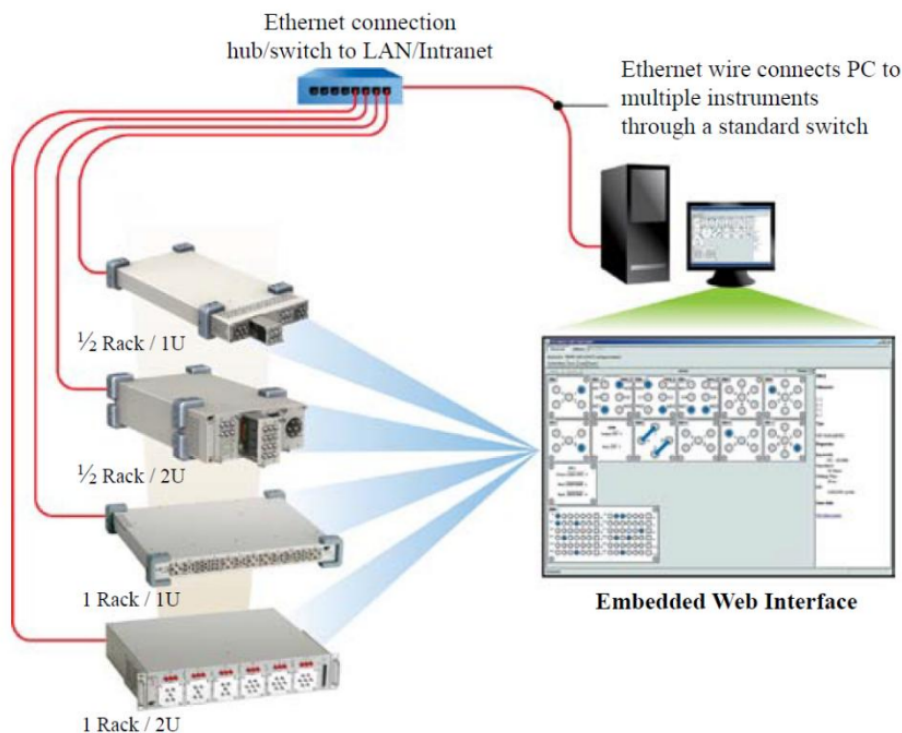 Ethernet connection
hub/switch to LAN/Intranet
Ethernet wire connects PC to
multiple instruments
through a standard switch
½ Rack / 1U
½ Rack / 2U
1 Rack / 1U
1 Rack / 2U
Embedded Web Interface